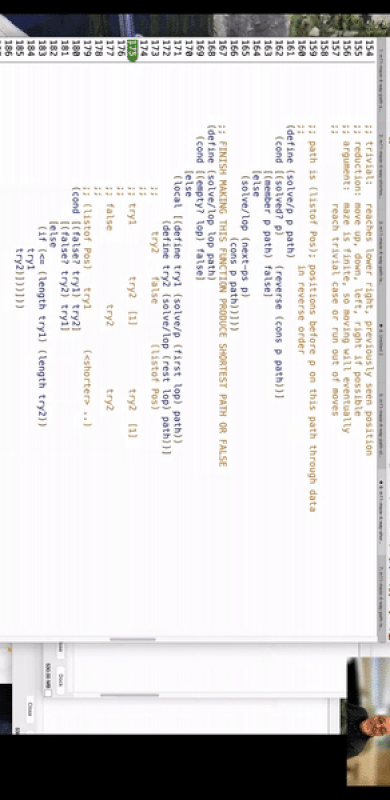 154 ;; trivial: reaches lower right, previously seen position
155 ;; reduction: move up, down, left, right if possible
156 ;; argument: maze is finite, so moving will eventually
157 ;; reach trivial case or run out of moves
158
159 ;; path is (listof Pos); positions before p on this path through data
160 ;; in reverse order
161 (define (solve/p p path)
162 (cond [(solved? p) (reverse (cons p path))]
163 [(member p path) false]
164 [else
165 (solve/lop (next-ps p)
166 (cons p path))]))
167 ;; FINISH MAKING THIS FUNCTION PRODUCE SHORTEST PATH OR FALSE
168 (define (solve/lop lop path)
169 (cond [(empty? lop) false]
170 [else
171 (local [(define try1 (solve/p (first lop) path))
172 (define try2 (solve/lop (rest lop) path))]
173 ;; try2 false (listof Pos)
174 ;;
175 ;; try1
176 ;; false try2 [1] try2 [1]
177 ;;
178 ;; (listof Pos) try1 (<shorter> ..)
179
180 (cond [(false? try1) try2]
181 [(false? try2) try1]
182 [else
183 (if (<= (length try1) (length try2))
184 try1
185 try2)]))]))
186
Close